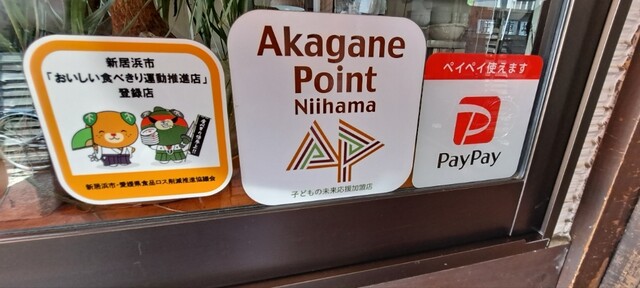 新居浜市
「おいしい食べきり運動推進店」
登録店
新居浜市・愛媛県食品ロス削減推進協議会
Akagane
Point
Niihama
AP
子どもの未来応援加盟店
ペイペイ使えます
P
PayPay